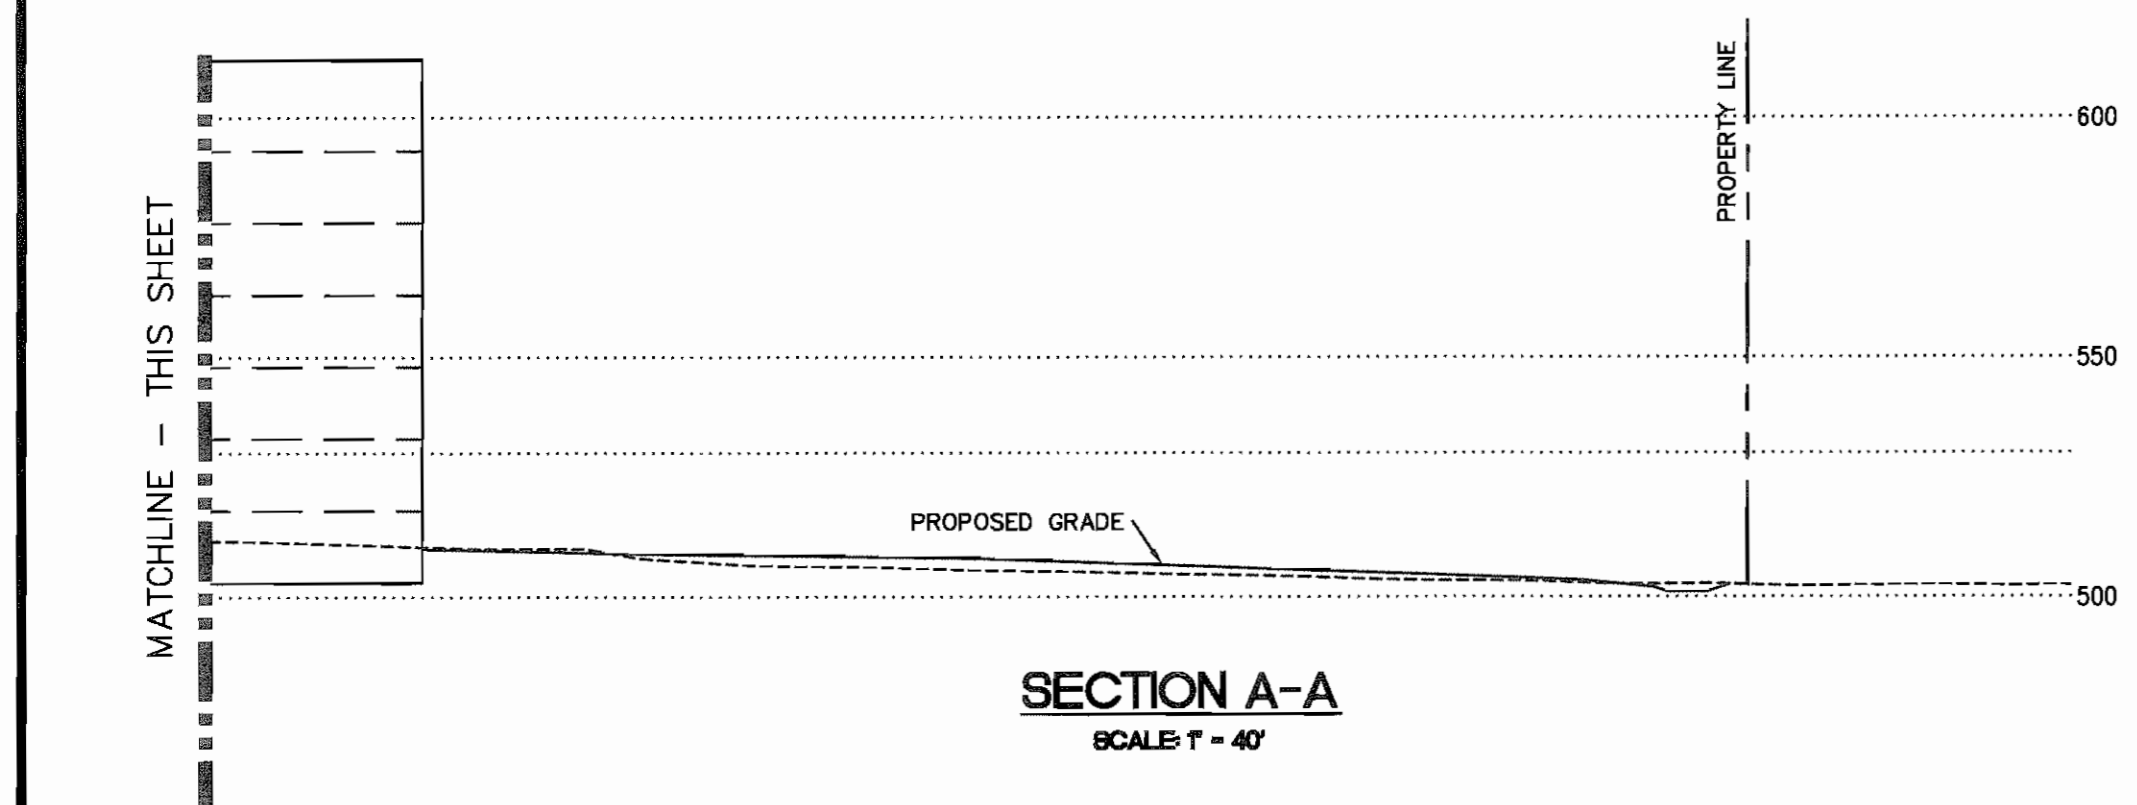 MATCHLINE - THIS SHEET
PROPERTY LINE
600
550
PROPOSED GRADE
500
SECTION A-A
SCALE: 1" = 40'